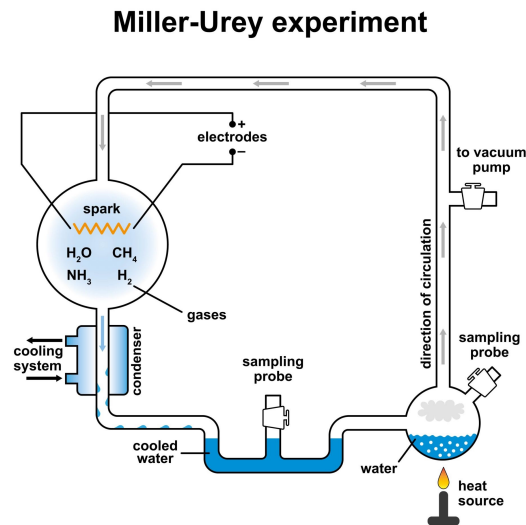 Miller-Urey experiment
+
electrodes
–
to vacuum
pump
spark
H₂O CH₄
NH₃ H₂
gases
direction of circulation
cooling
system
condenser
sampling
probe
sampling
probe
cooled
water
water
heat
source